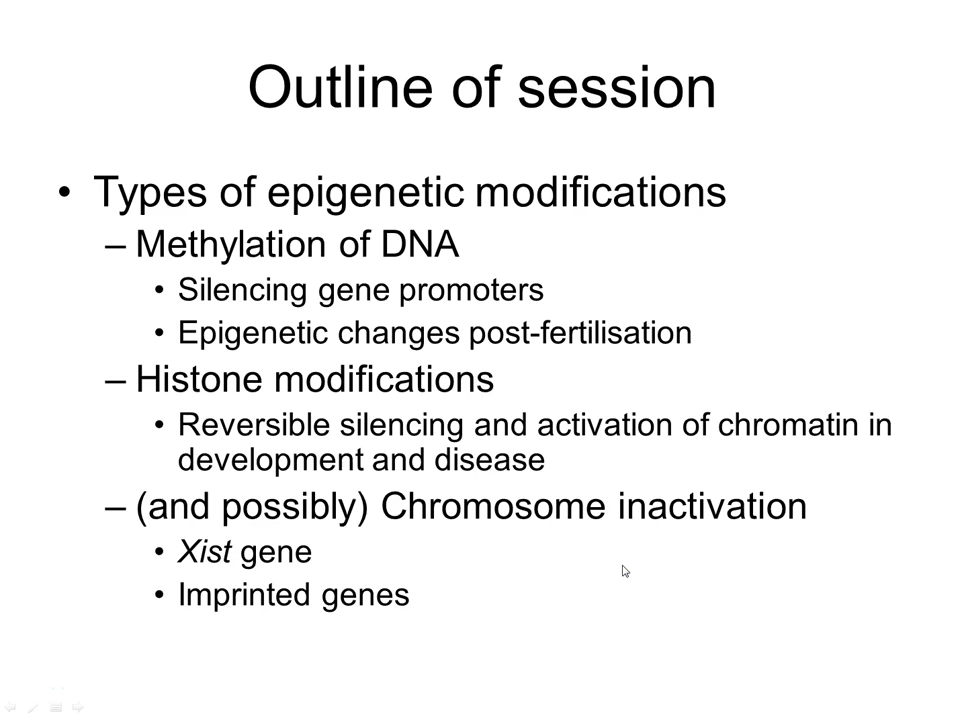 Outline of session
• Types of epigenetic modifications
– Methylation of DNA
• Silencing gene promoters
• Epigenetic changes post-fertilisation
– Histone modifications
• Reversible silencing and activation of chromatin in
development and disease
– (and possibly) Chromosome inactivation
• Xist gene
• Imprinted genes